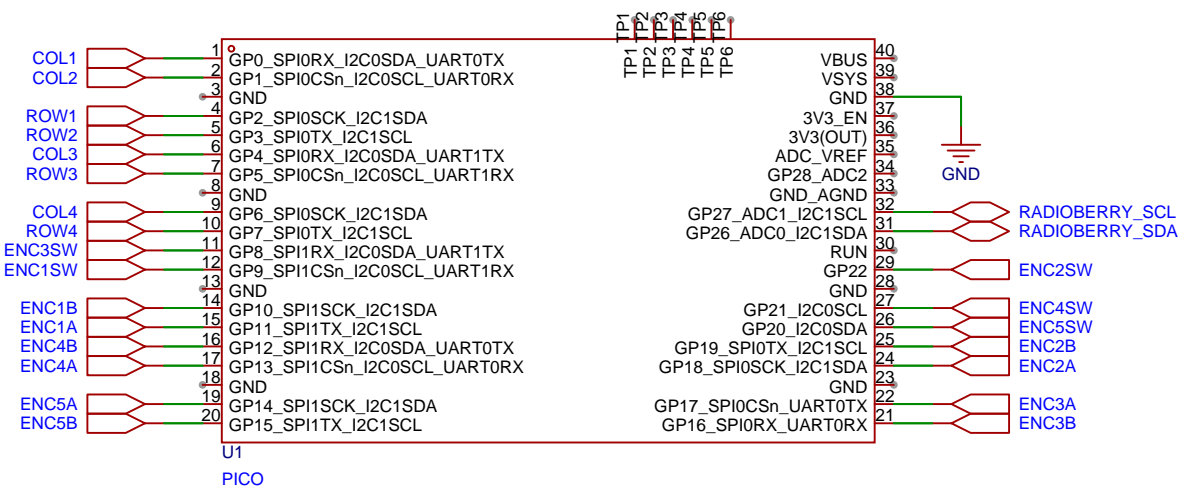 TP1 TP2 TP3 TP4 TP5 TP6
TP1 TP2 TP3 TP4 TP5 TP6
COL1 1 GP0_SPI0RX_I2C0SDA_UART0TX
COL2 2 GP1_SPI0CSn_I2C0SCL_UART0RX
3 GND
ROW1 4 GP2_SPI0SCK_I2C1SDA
ROW2 5 GP3_SPI0TX_I2C1SCL
COL3 6 GP4_SPI0RX_I2C0SDA_UART1TX
ROW3 7 GP5_SPI0CSn_I2C0SCL_UART1RX
8 GND
COL4 9 GP6_SPI0SCK_I2C1SDA
ROW4 10 GP7_SPI0TX_I2C1SCL
ENC3SW 11 GP8_SPI1RX_I2C0SDA_UART1TX
ENC1SW 12 GP9_SPI1CSn_I2C0SCL_UART1RX
13 GND
ENC1B 14 GP10_SPI1SCK_I2C1SDA
ENC1A 15 GP11_SPI1TX_I2C1SCL
ENC4B 16 GP12_SPI1RX_I2C0SDA_UART0TX
ENC4A 17 GP13_SPI1CSn_I2C0SCL_UART0RX
18 GND
ENC5A 19 GP14_SPI1SCK_I2C1SDA
ENC5B 20 GP15_SPI1TX_I2C1SCL
VBUS 40
VSYS 39
GND 38
3V3_EN 37
3V3(OUT) 36
ADC_VREF 35
GP28_ADC2 34
GND_AGND 33
GP27_ADC1_I2C1SCL 32 RADIOBERRY_SCL
GP26_ADC0_I2C1SDA 31 RADIOBERRY_SDA
RUN 30
GP22 29 ENC2SW
GND 28
GP21_I2C0SCL 27 ENC4SW
GP20_I2C0SDA 26 ENC5SW
GP19_SPI0TX_I2C1SCL 25 ENC2B
GP18_SPI0SCK_I2C1SDA 24 ENC2A
GND 23
GP17_SPI0CSn_UART0TX 22 ENC3A
GP16_SPI0RX_UART0RX 21 ENC3B
GND
U1
PICO